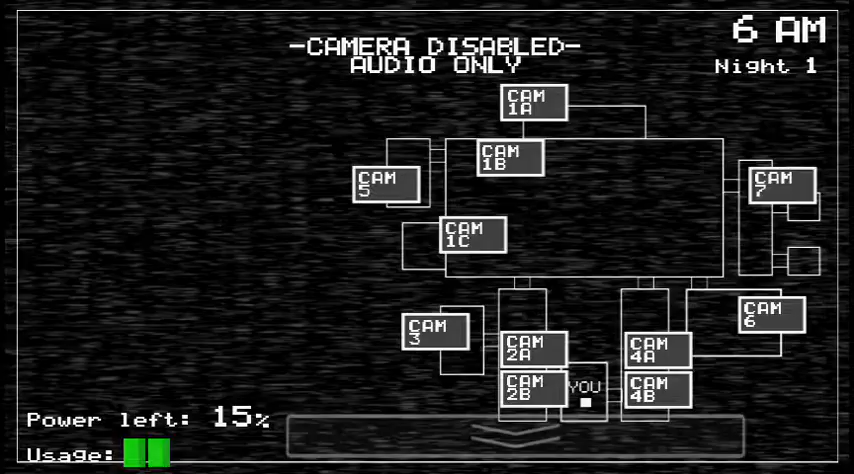 6 AM
Night 1
-CAMERA DISABLED-
AUDIO ONLY
CAM
1A
CAM
1B
CAM
5
CAM
7
CAM
1C
CAM
6
CAM
3
CAM
2A
CAM
4A
CAM
2B
YOU
CAM
4B
Power left: 15%
Usage: